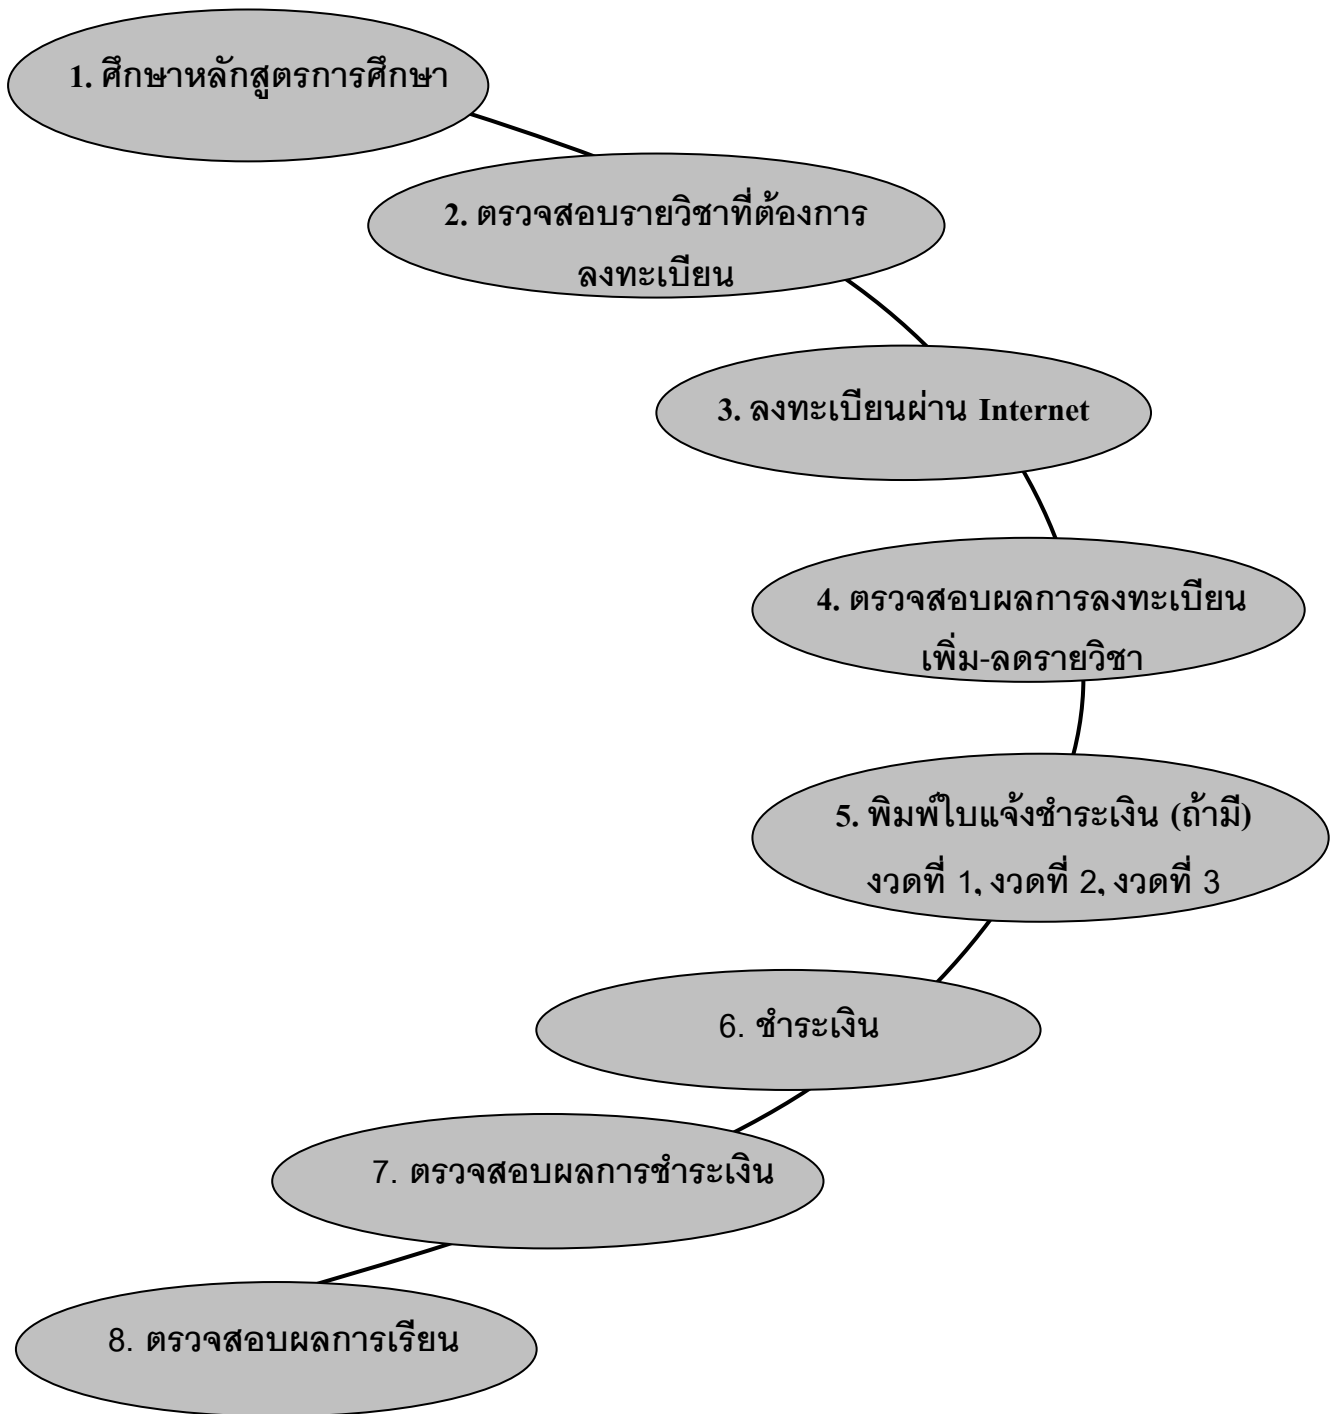 1. ศึกษาหลักสูตรการศึกษา
2. ตรวจสอบรายวิชาที่ต้องการ
ลงทะเบียน
3. ลงทะเบียนผ่าน Internet
4. ตรวจสอบผลการลงทะเบียน
เพิ่ม-ลดรายวิชา
5. พิมพ์ใบแจ้งชำระเงิน (ถ้ามี)
งวดที่ 1, งวดที่ 2, งวดที่ 3
6. ชำระเงิน
7. ตรวจสอบผลการชำระเงิน
8. ตรวจสอบผลการเรียน